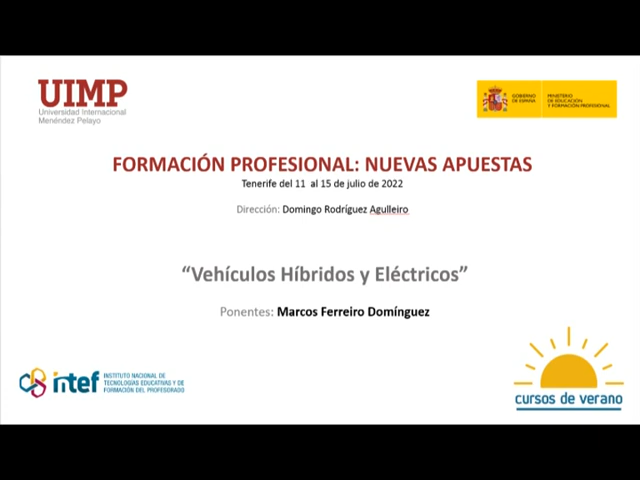 UIMP
Universidad Internacional
Menéndez Pelayo
GOBIERNO
DE ESPAÑA
MINISTERIO
DE EDUCACIÓN
Y FORMACIÓN PROFESIONAL
FORMACIÓN PROFESIONAL: NUEVAS APUESTAS
Tenerife del 11 al 15 de julio de 2022
Dirección: Domingo Rodríguez Agulleiro
“Vehículos Híbridos y Eléctricos”
Ponentes: Marcos Ferreiro Domínguez
intef
INSTITUTO NACIONAL DE
TECNOLOGÍAS EDUCATIVAS Y DE
FORMACIÓN DEL PROFESORADO
cursos de verano